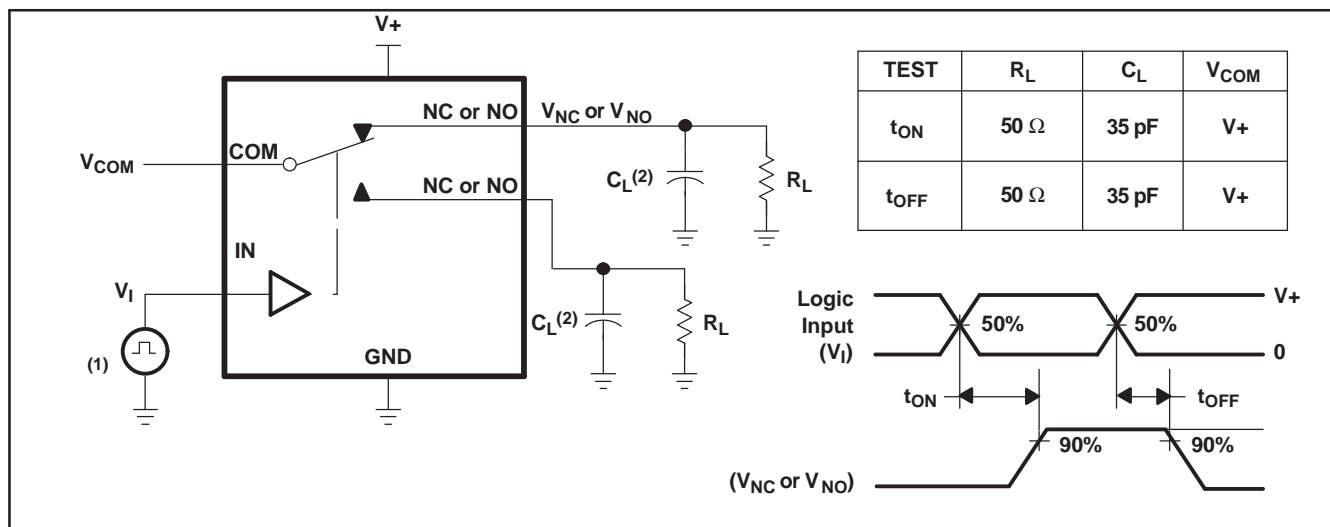 V+
NC or NO
V_NC or V_NO
COM
V_COM
NC or NO
C_L(2)
R_L
IN
V_I
C_L(2)
R_L
(1)
GND
TEST R_L C_L V_COM
t_ON 50 Ω 35 pF V+
t_OFF 50 Ω 35 pF V+
Logic
Input
(V_I)
V+
50%
50%
0
t_ON
t_OFF
90%
90%
(V_NC or V_NO)